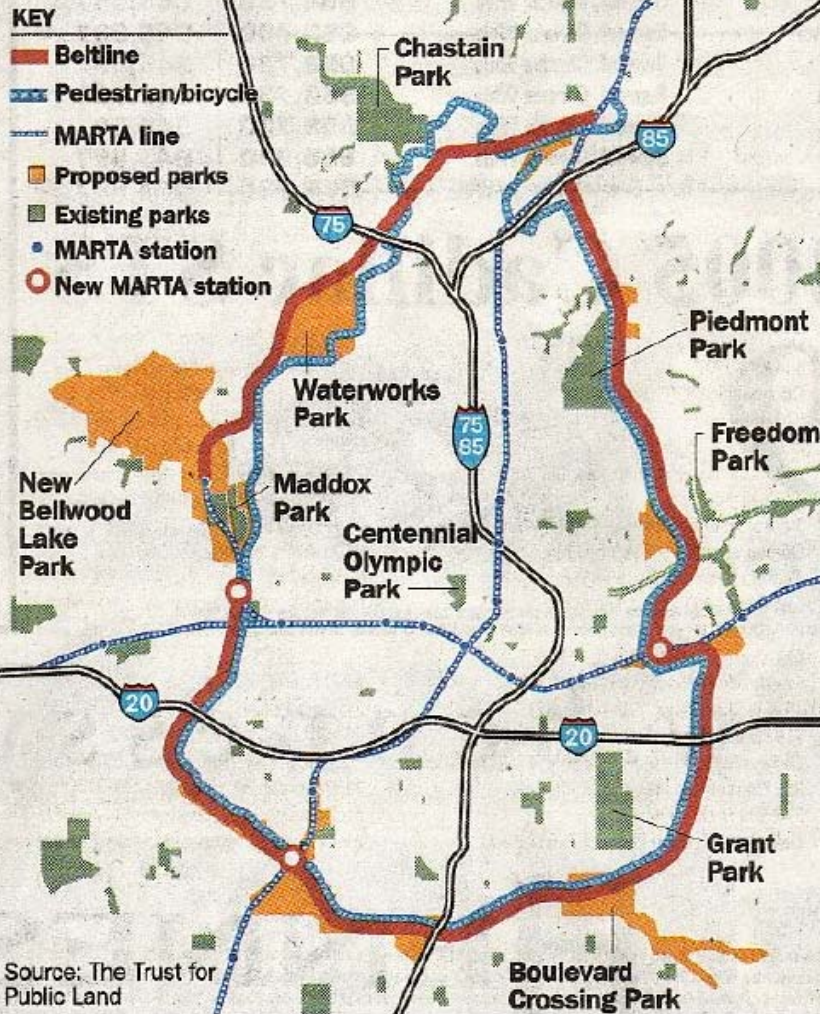 KEY
Beltline
Pedestrian/bicycle
MARTA line
Proposed parks
Existing parks
MARTA station
New MARTA station
Chastain
Park
85
75
Piedmont
Park
Waterworks
Park
75
85
Freedom
Park
New
Bellwood
Lake
Park
Maddox
Park
Centennial
Olympic
Park
20
20
Grant
Park
Boulevard
Crossing Park
Source: The Trust for
Public Land